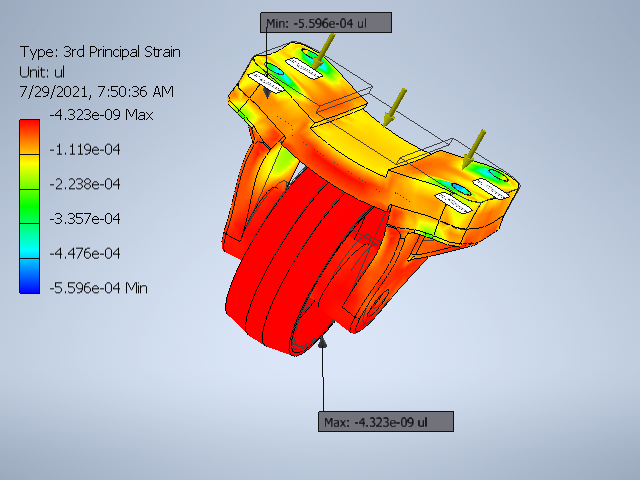 Min: -5.596e-04 ul
Type: 3rd Principal Strain
Unit: ul
7/29/2021, 7:50:36 AM
-4.323e-09 Max
-1.119e-04
-2.238e-04
-3.357e-04
-4.476e-04
-5.596e-04 Min
Max: -4.323e-09 ul